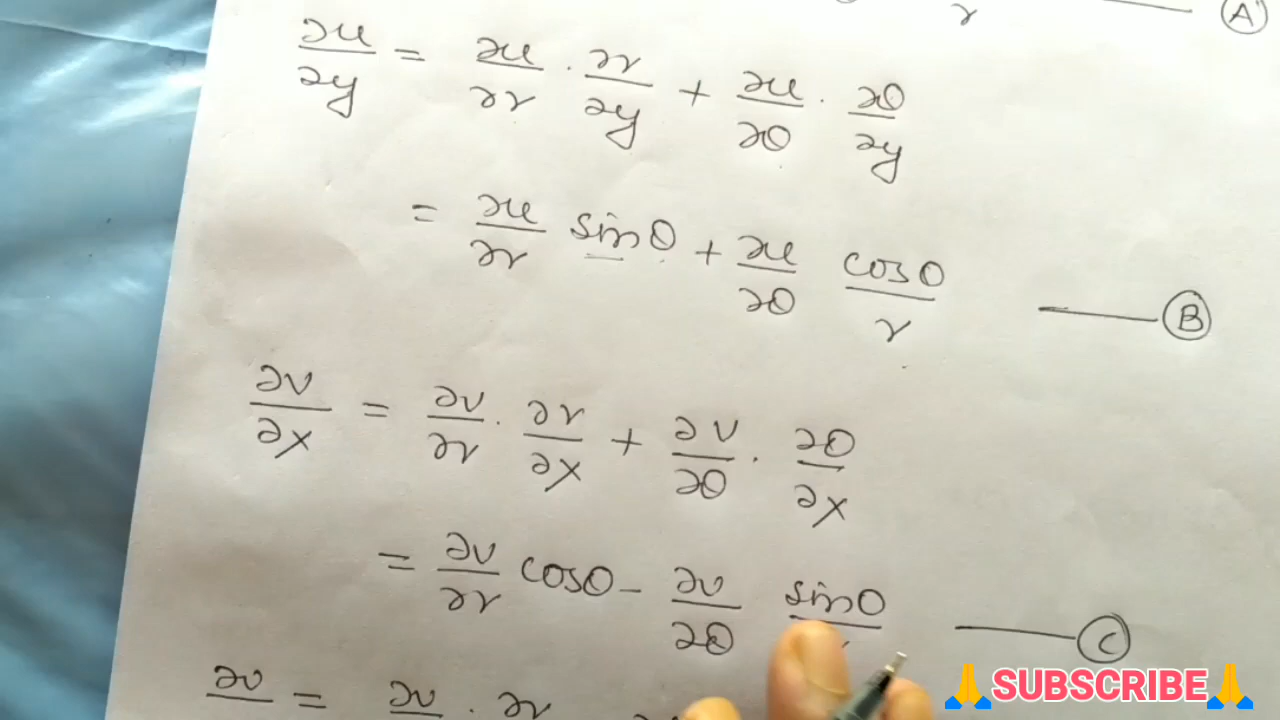 r Ⓐ
∂u/∂y = ∂u/∂r · ∂r/∂y + ∂u/∂θ · ∂θ/∂y
= ∂u/∂r sinθ + ∂u/∂θ cosθ/r — Ⓑ
∂v/∂x = ∂v/∂r · ∂r/∂x + ∂v/∂θ · ∂θ/∂x
= ∂v/∂r cosθ - ∂v/∂θ sinθ — Ⓒ
∂v = ∂v · ∂r
🙏SUBSCRIBE🙏